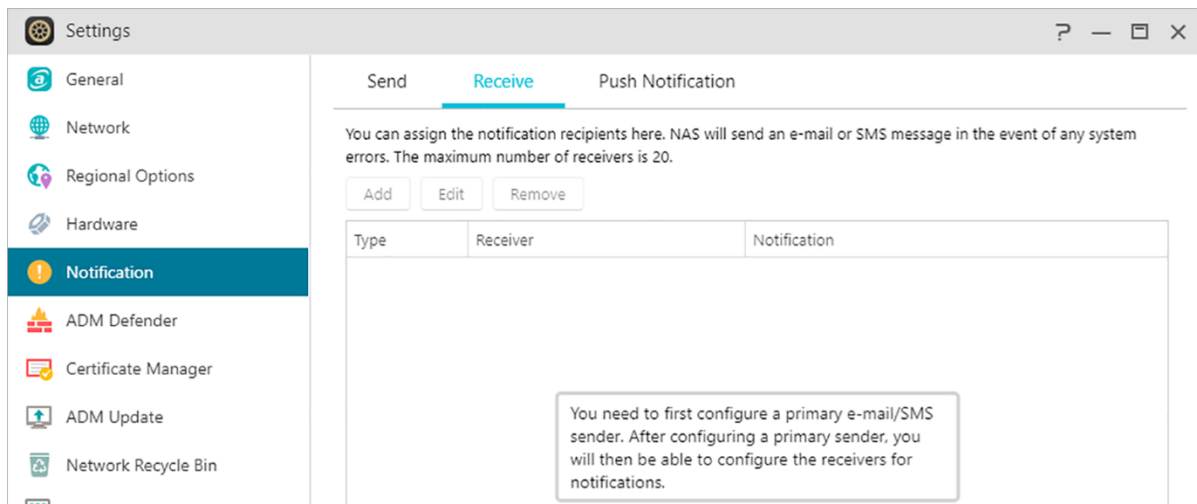 Settings
General
Network
Regional Options
Hardware
Notification
ADM Defender
Certificate Manager
ADM Update
Network Recycle Bin
Send Receive Push Notification
You can assign the notification recipients here. NAS will send an e-mail or SMS message in the event of any system
errors. The maximum number of receivers is 20.
Add Edit Remove
Type Receiver Notification
You need to first configure a primary e-mail/SMS
sender. After configuring a primary sender, you
will then be able to configure the receivers for
notifications.